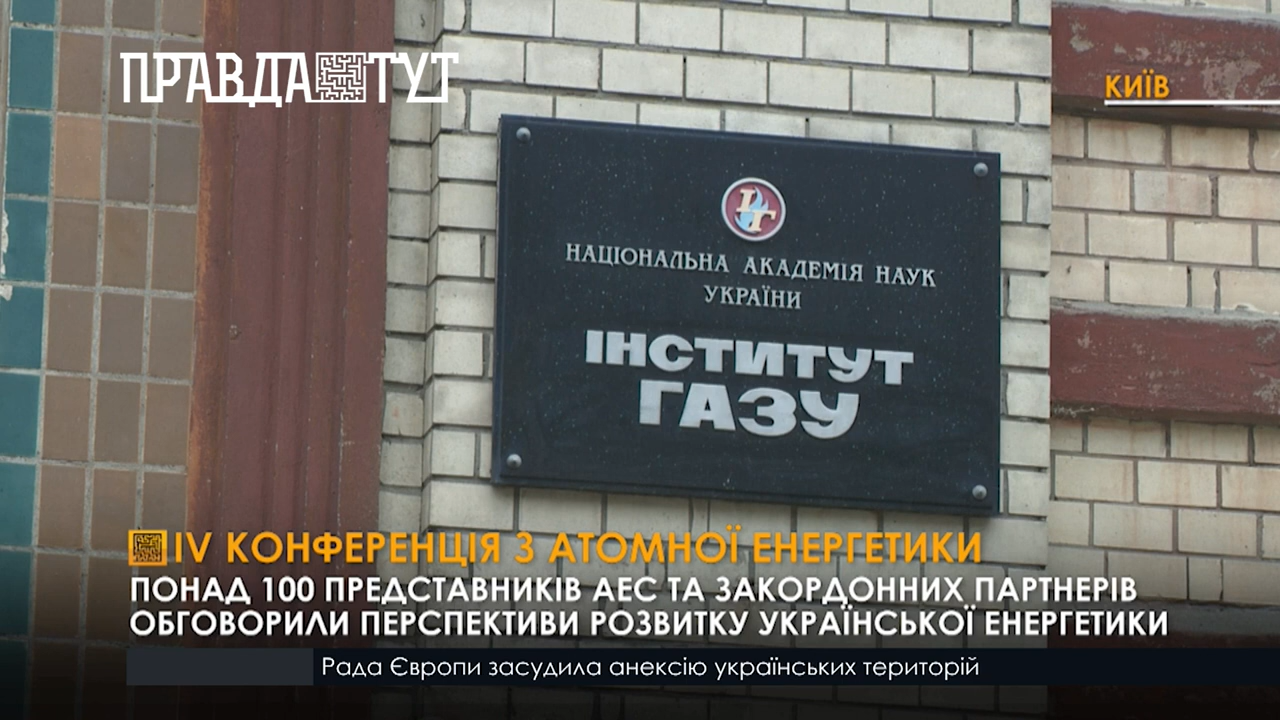 ПРАВДА ТУТ
КИЇВ
ІГ
НАЦІОНАЛЬНА АКАДЕМІЯ НАУК
УКРАЇНИ
ІНСТИТУТ
ГАЗУ
IV КОНФЕРЕНЦІЯ З АТОМНОЇ ЕНЕРГЕТИКИ
ПОНАД 100 ПРЕДСТАВНИКІВ АЕС ТА ЗАКОРДОННИХ ПАРТНЕРІВ
ОБГОВОРИЛИ ПЕРСПЕКТИВИ РОЗВИТКУ УКРАЇНСЬКОЇ ЕНЕРГЕТИКИ
Рада Європи засудила анексію українських територій